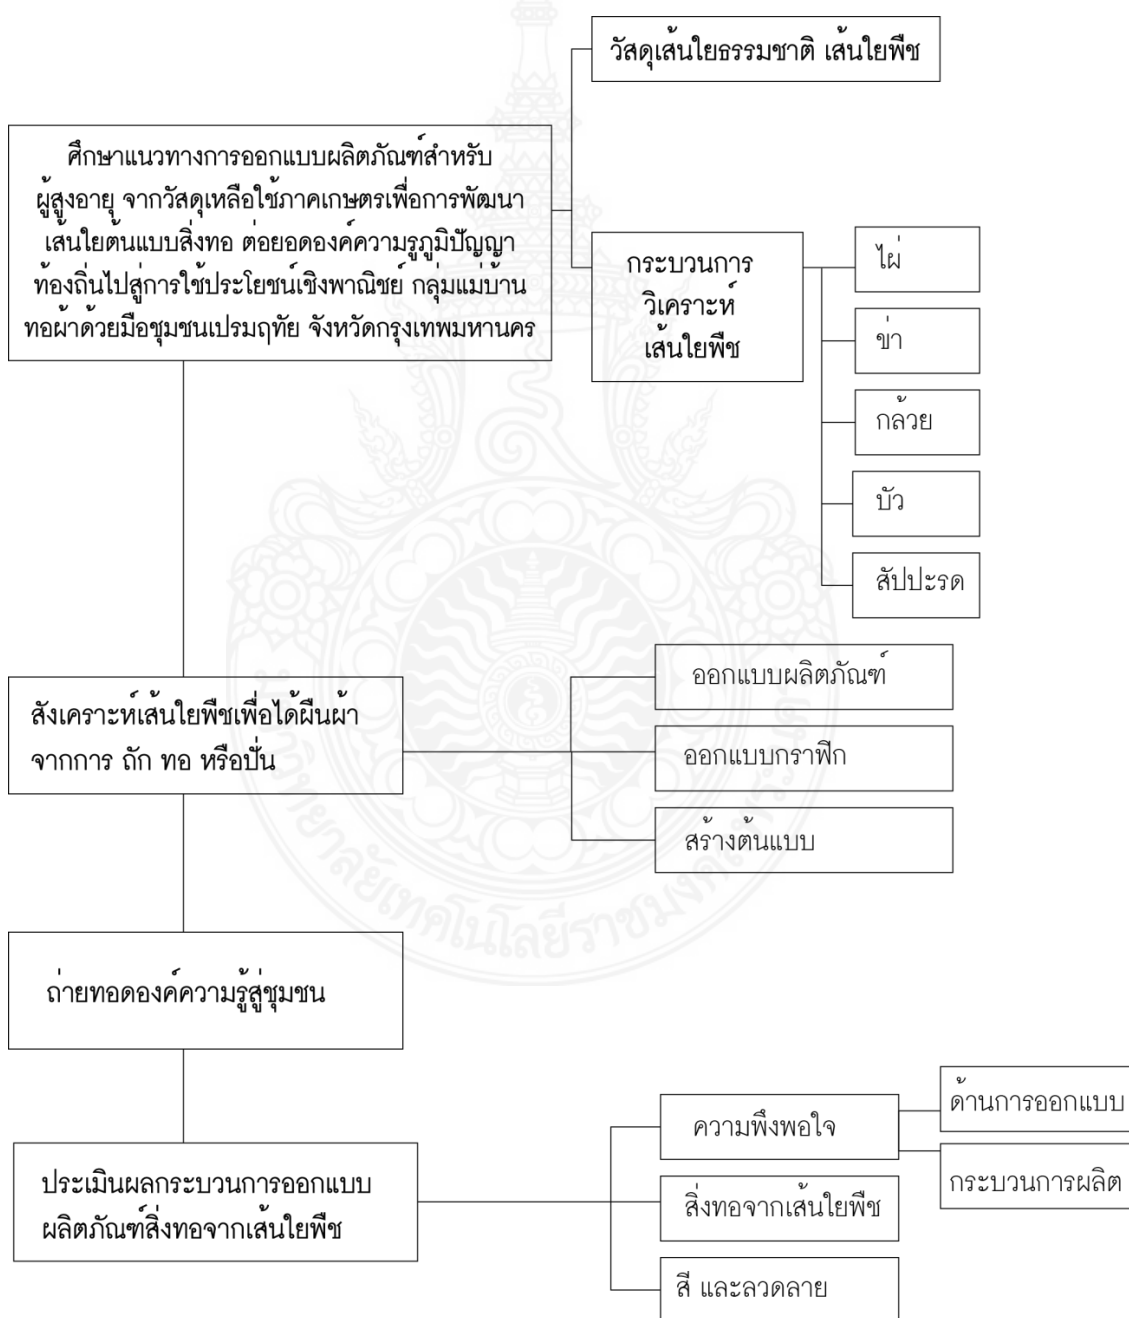 วัสดุเส้นใยธรรมชาติ เส้นใยพืช
ศึกษาแนวทางการออกแบบผลิตภัณฑ์สำหรับ
ผู้สูงอายุ จากวัสดุเหลือใช้ภาคเกษตรเพื่อการพัฒนา
เส้นใยต้นแบบสิ่งทอ ต่อยอดองค์ความรู้ภูมิปัญญา
ท้องถิ่นไปสู่การใช้ประโยชน์เชิงพาณิชย์ กลุ่มแม่บ้าน
ทอผ้าด้วยมือชุมชนเปรมฤทัย จังหวัดกรุงเทพมหานคร
กระบวนการ
วิเคราะห์
เส้นใยพืช
ไผ่
ข่า
กล้วย
บัว
สัปปะรด
สังเคราะห์เส้นใยพืชเพื่อได้ผืนผ้า
จากการ ถัก ทอ หรือปั่น
ออกแบบผลิตภัณฑ์
ออกแบบกราฟิก
สร้างต้นแบบ
ถ่ายทอดองค์ความรู้สู่ชุมชน
ประเมินผลกระบวนการออกแบบ
ผลิตภัณฑ์สิ่งทอจากเส้นใยพืช
ความพึงพอใจ
ด้านการออกแบบ
กระบวนการผลิต
สิ่งทอจากเส้นใยพืช
สี และลวดลาย